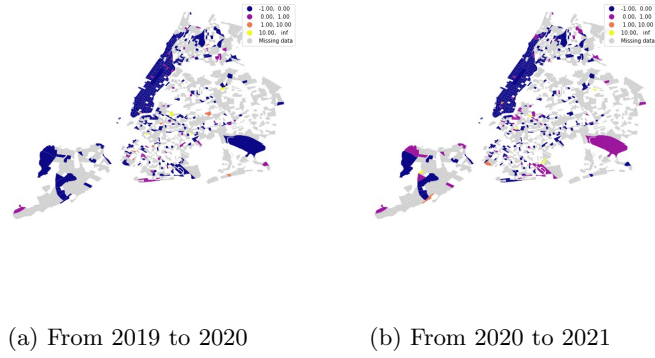 -1.00, 0.00
0.00, 1.00
1.00, 10.00
10.00, inf
Missing data
-1.00, 0.00
0.00, 1.00
1.00, 10.00
10.00, inf
Missing data
(a) From 2019 to 2020
(b) From 2020 to 2021